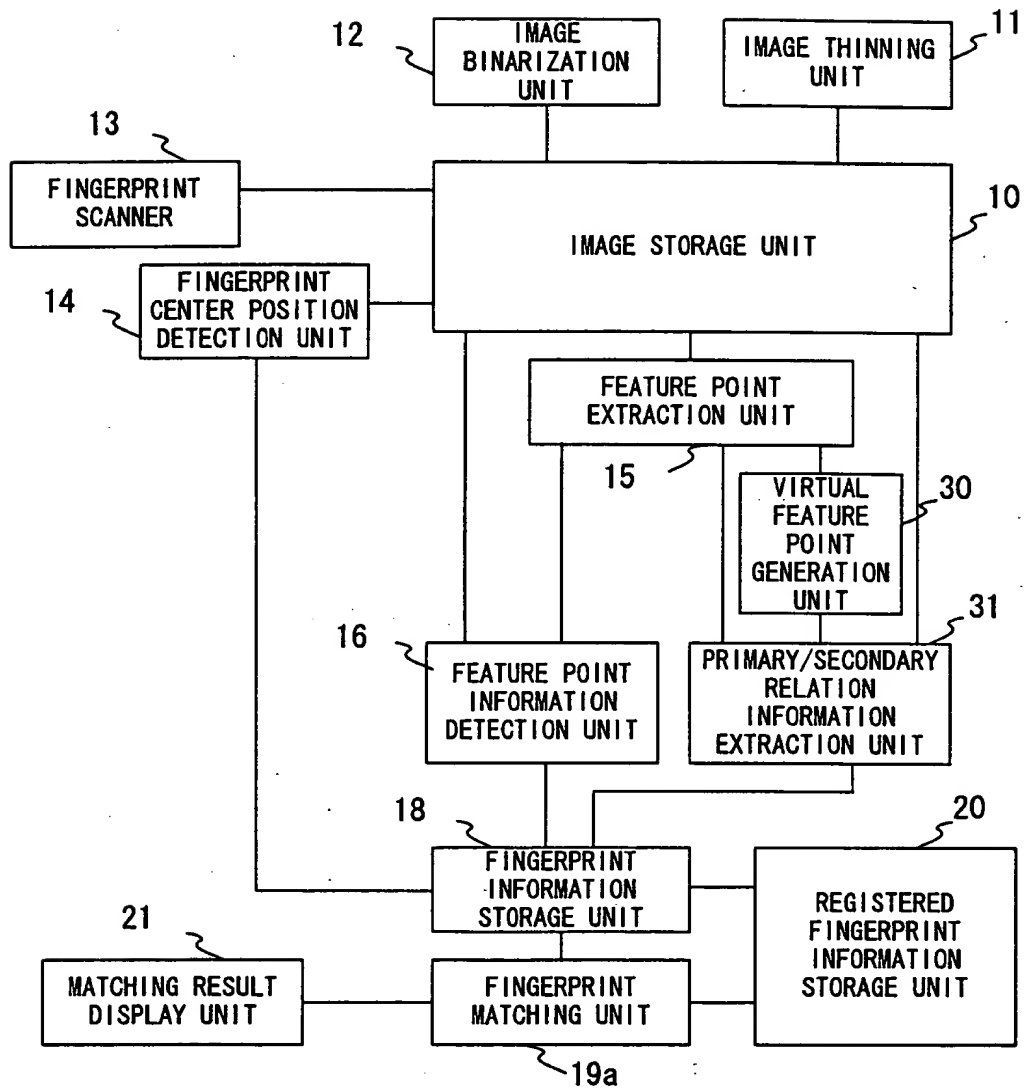 12
IMAGE
BINARIZATION
UNIT
11
IMAGE THINNING
UNIT
13
FINGERPRINT
SCANNER
10
IMAGE STORAGE UNIT
14
FINGERPRINT
CENTER POSITION
DETECTION UNIT
FEATURE POINT
EXTRACTION UNIT
15
30
VIRTUAL
FEATURE
POINT
GENERATION
UNIT
16
FEATURE POINT
INFORMATION
DETECTION UNIT
31
PRIMARY/SECONDARY
RELATION
INFORMATION
EXTRACTION UNIT
18
FINGERPRINT
INFORMATION
STORAGE UNIT
20
REGISTERED
FINGERPRINT
INFORMATION
STORAGE UNIT
21
MATCHING RESULT
DISPLAY UNIT
FINGERPRINT
MATCHING UNIT
19a